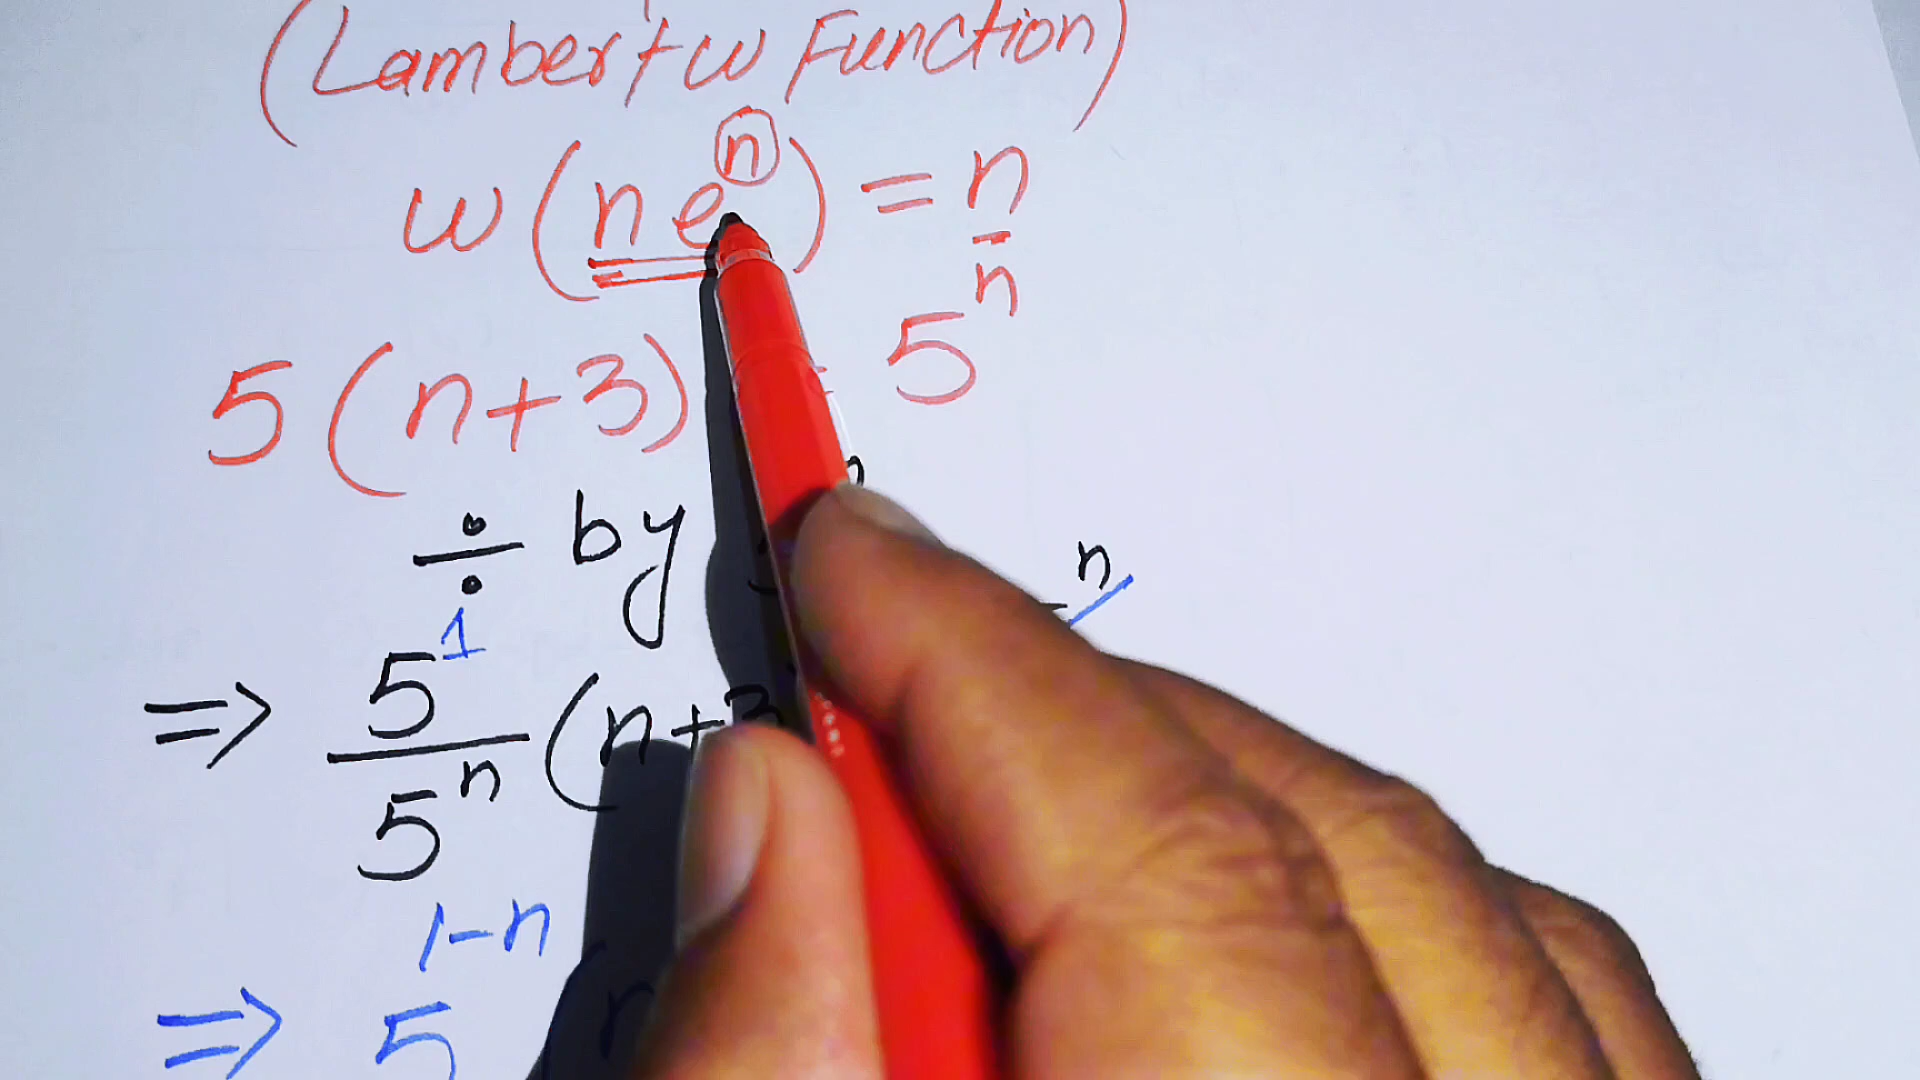 (Lambert w Function)
w(ne^n) = n
5(n+3) 5^n
÷ by
=> 5^1/5^n (n+3 n
=> 5^1-n (n